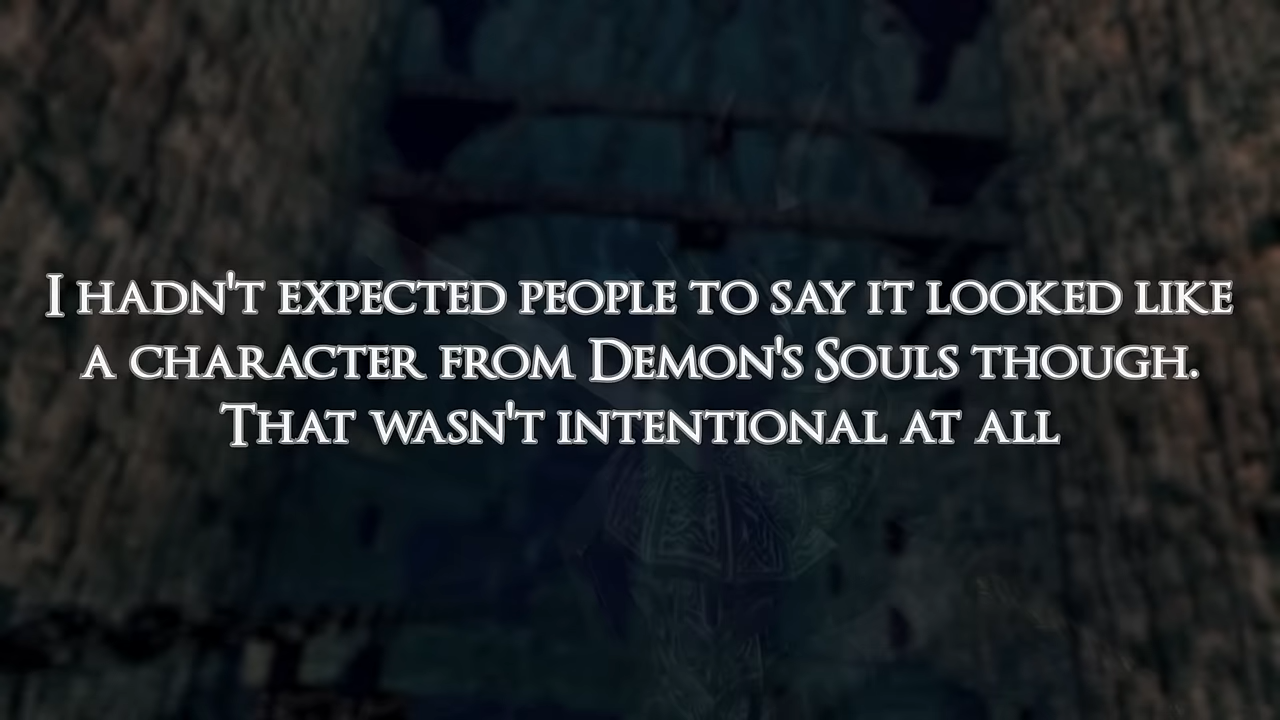 I hadn't expected people to say it looked like
a character from Demon's Souls though.
That wasn't intentional at all